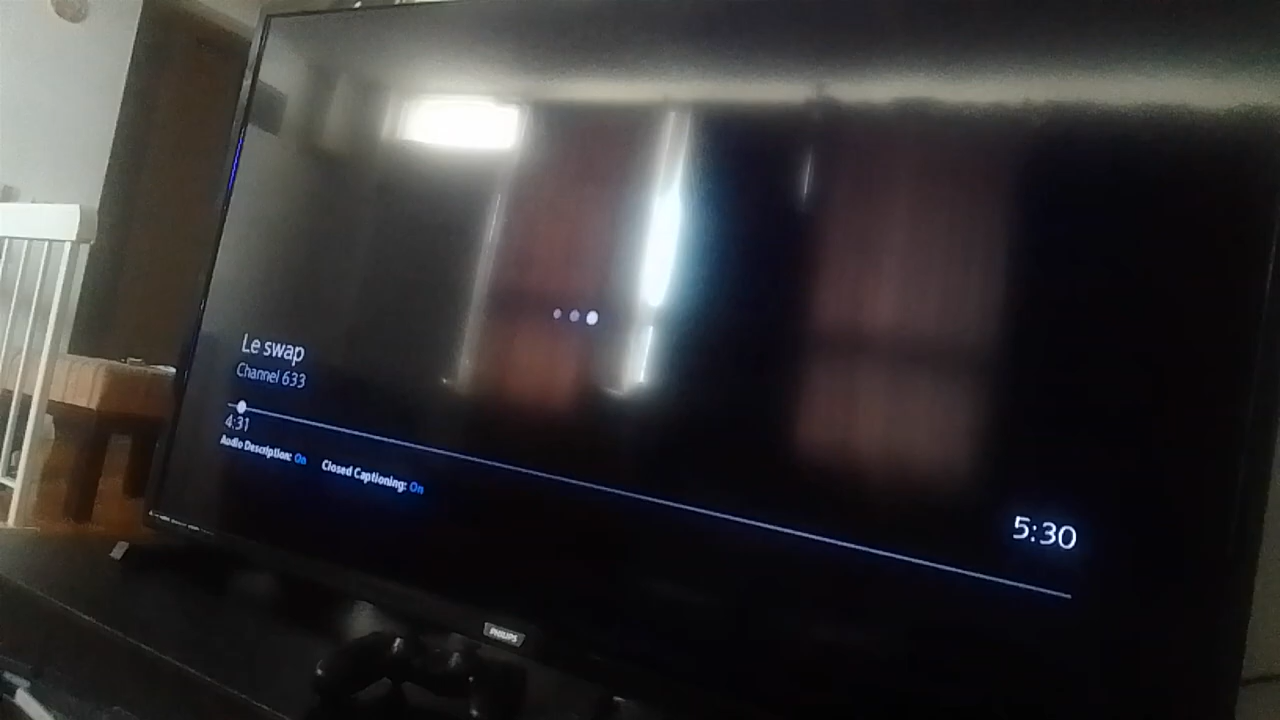 Le swap
Channel 633
4:31
Audio Description: On Closed Captioning: On
5:30
PHILIPS